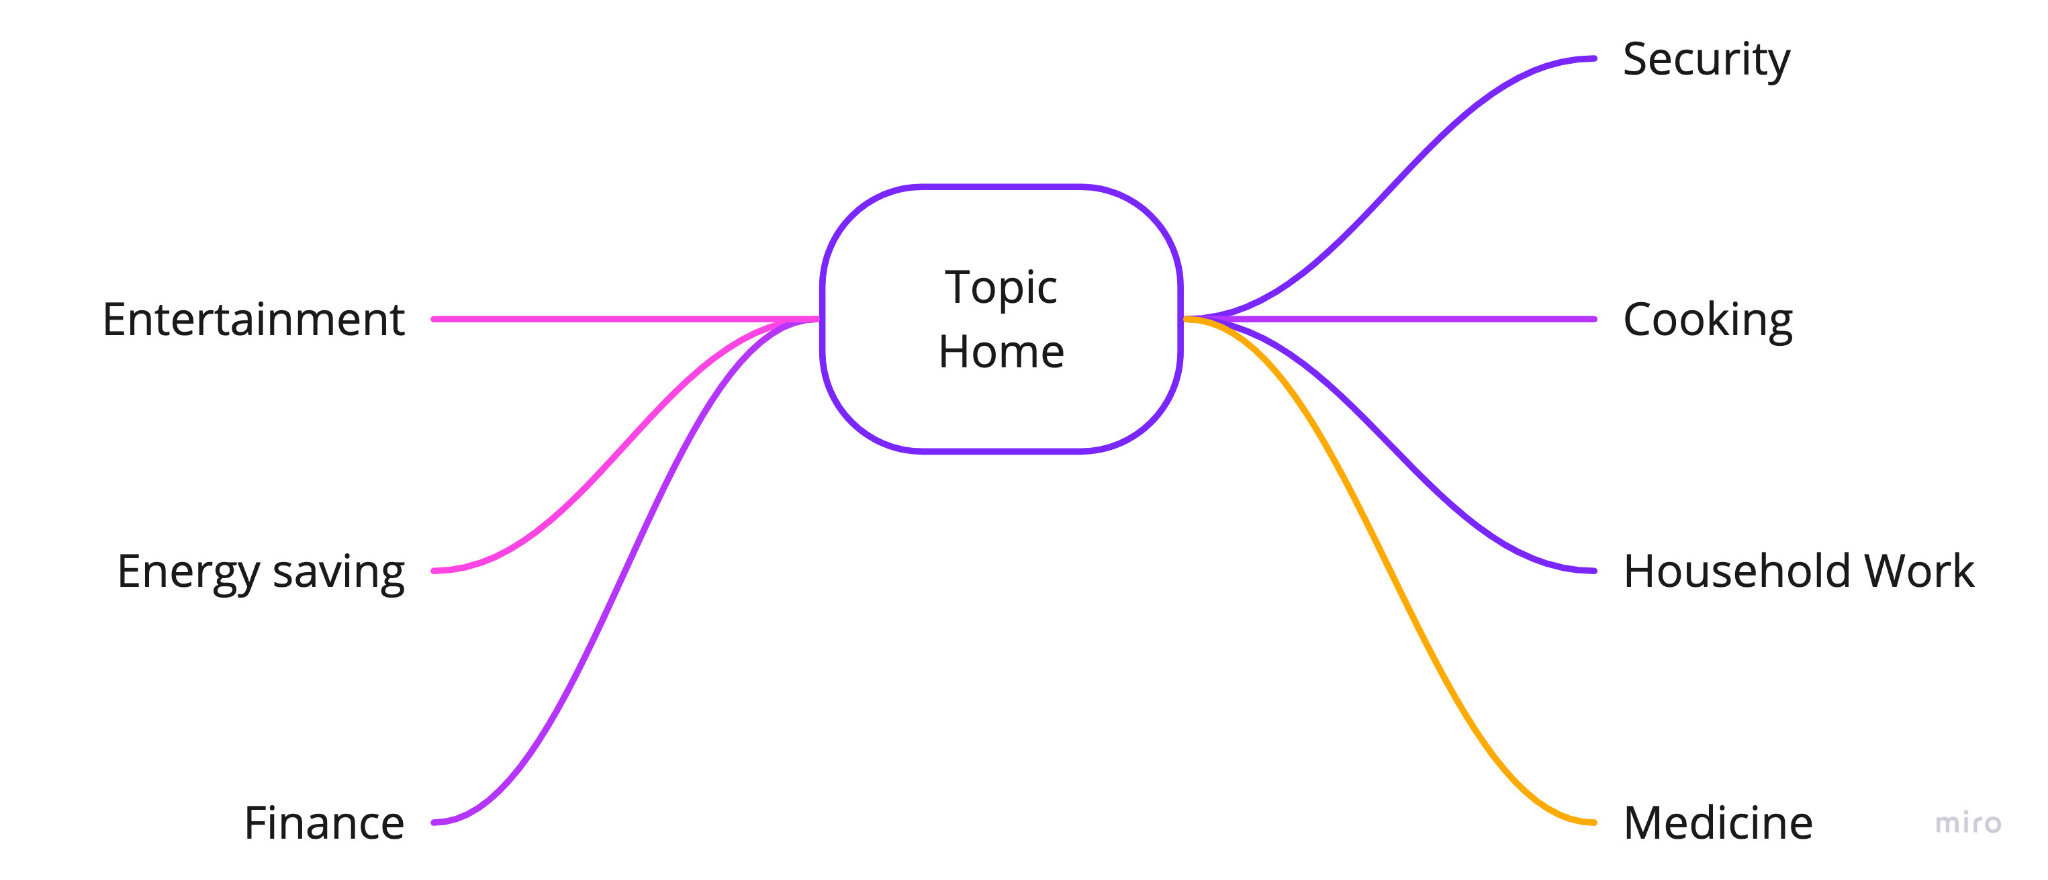 Security
Topic
Home
Entertainment
Cooking
Energy saving
Household Work
Finance
Medicine
miro